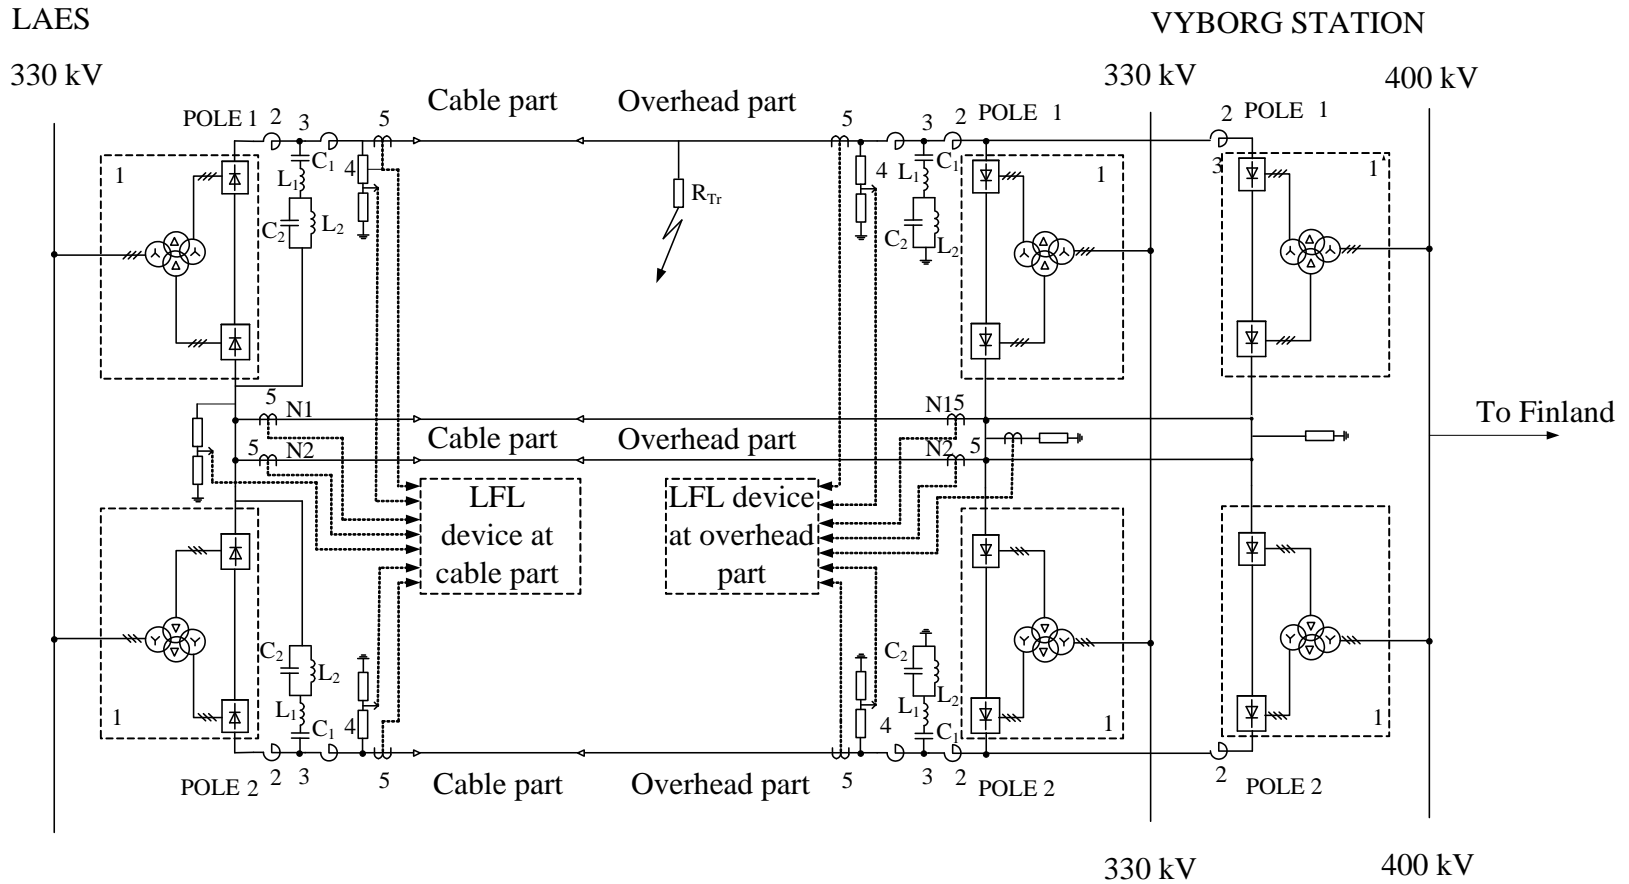 LAES
VYBORG STATION
330 kV
330 kV
400 kV
POLE 1
2
3
5
Cable part
Overhead part
5
3
2
POLE 1
2
POLE 1
1
C1
L1
C2
L2
4
RTr
4
C1
L1
C2
L2
1
3
1
5
N1
Cable part
Overhead part
N1
5
To Finland
5
N2
N2
5
LFL
device at
cable part
LFL device
at overhead
part
1
C2
L2
L1
C1
4
C2
L2
L1
C1
4
1
1
POLE 2
2
3
5
Cable part
Overhead part
5
3
2
POLE 2
2
POLE 2
330 kV
400 kV